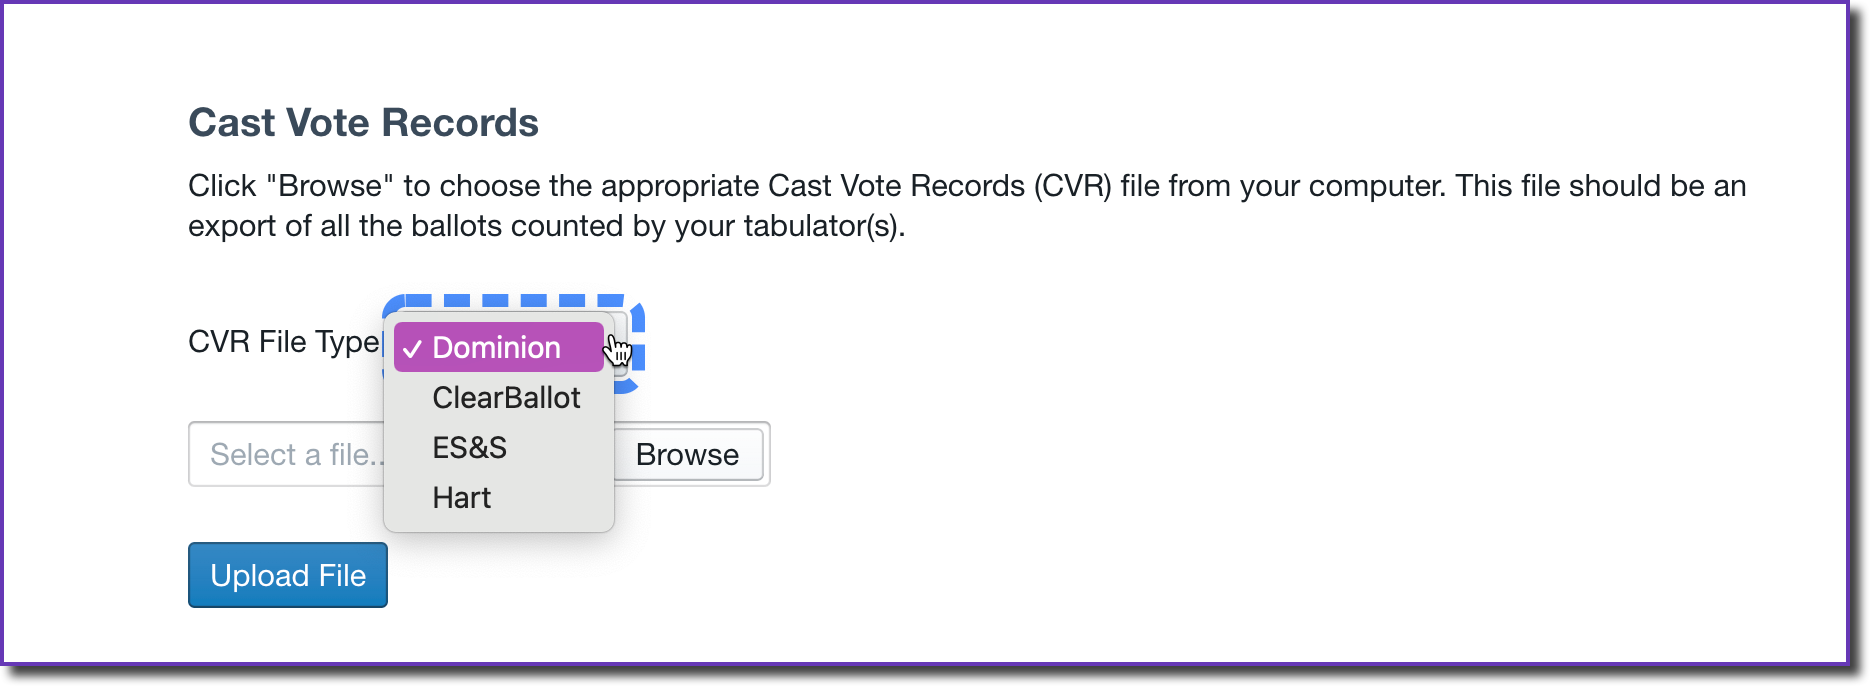 Cast Vote Records
Click "Browse" to choose the appropriate Cast Vote Records (CVR) file from your computer. This file should be an
export of all the ballots counted by your tabulator(s).
CVR File Type
✓ Dominion
ClearBallot
ES&S
Hart
Select a file..
Browse
Upload File